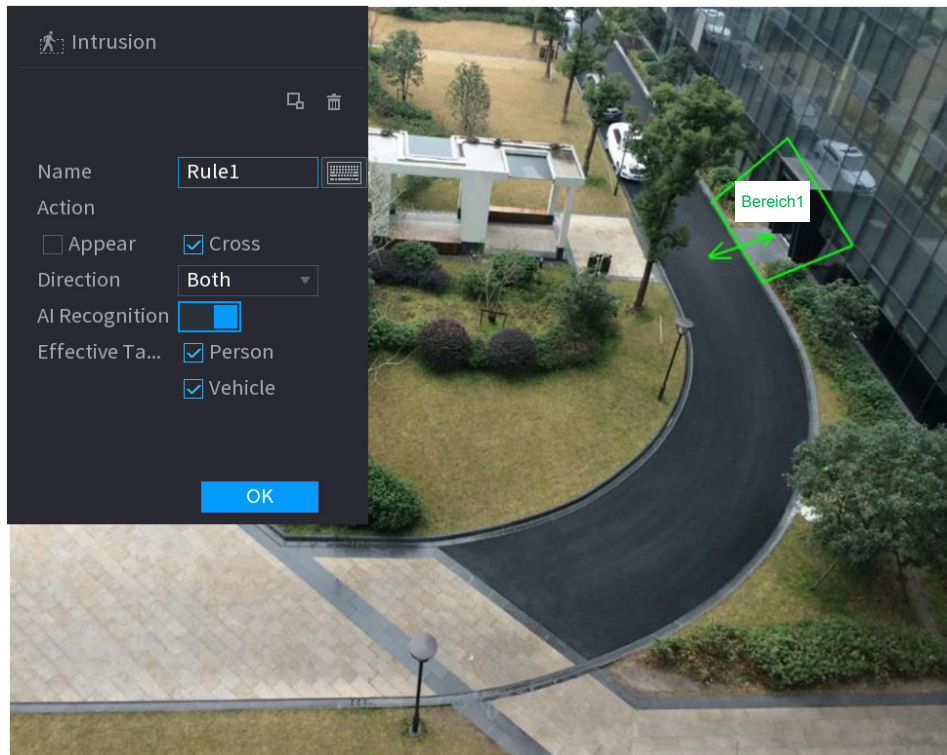 Intrusion
Name Rule1
Action
Appear Cross
Direction Both
AI Recognition
Effective Ta... Person
Vehicle
OK
Bereich1